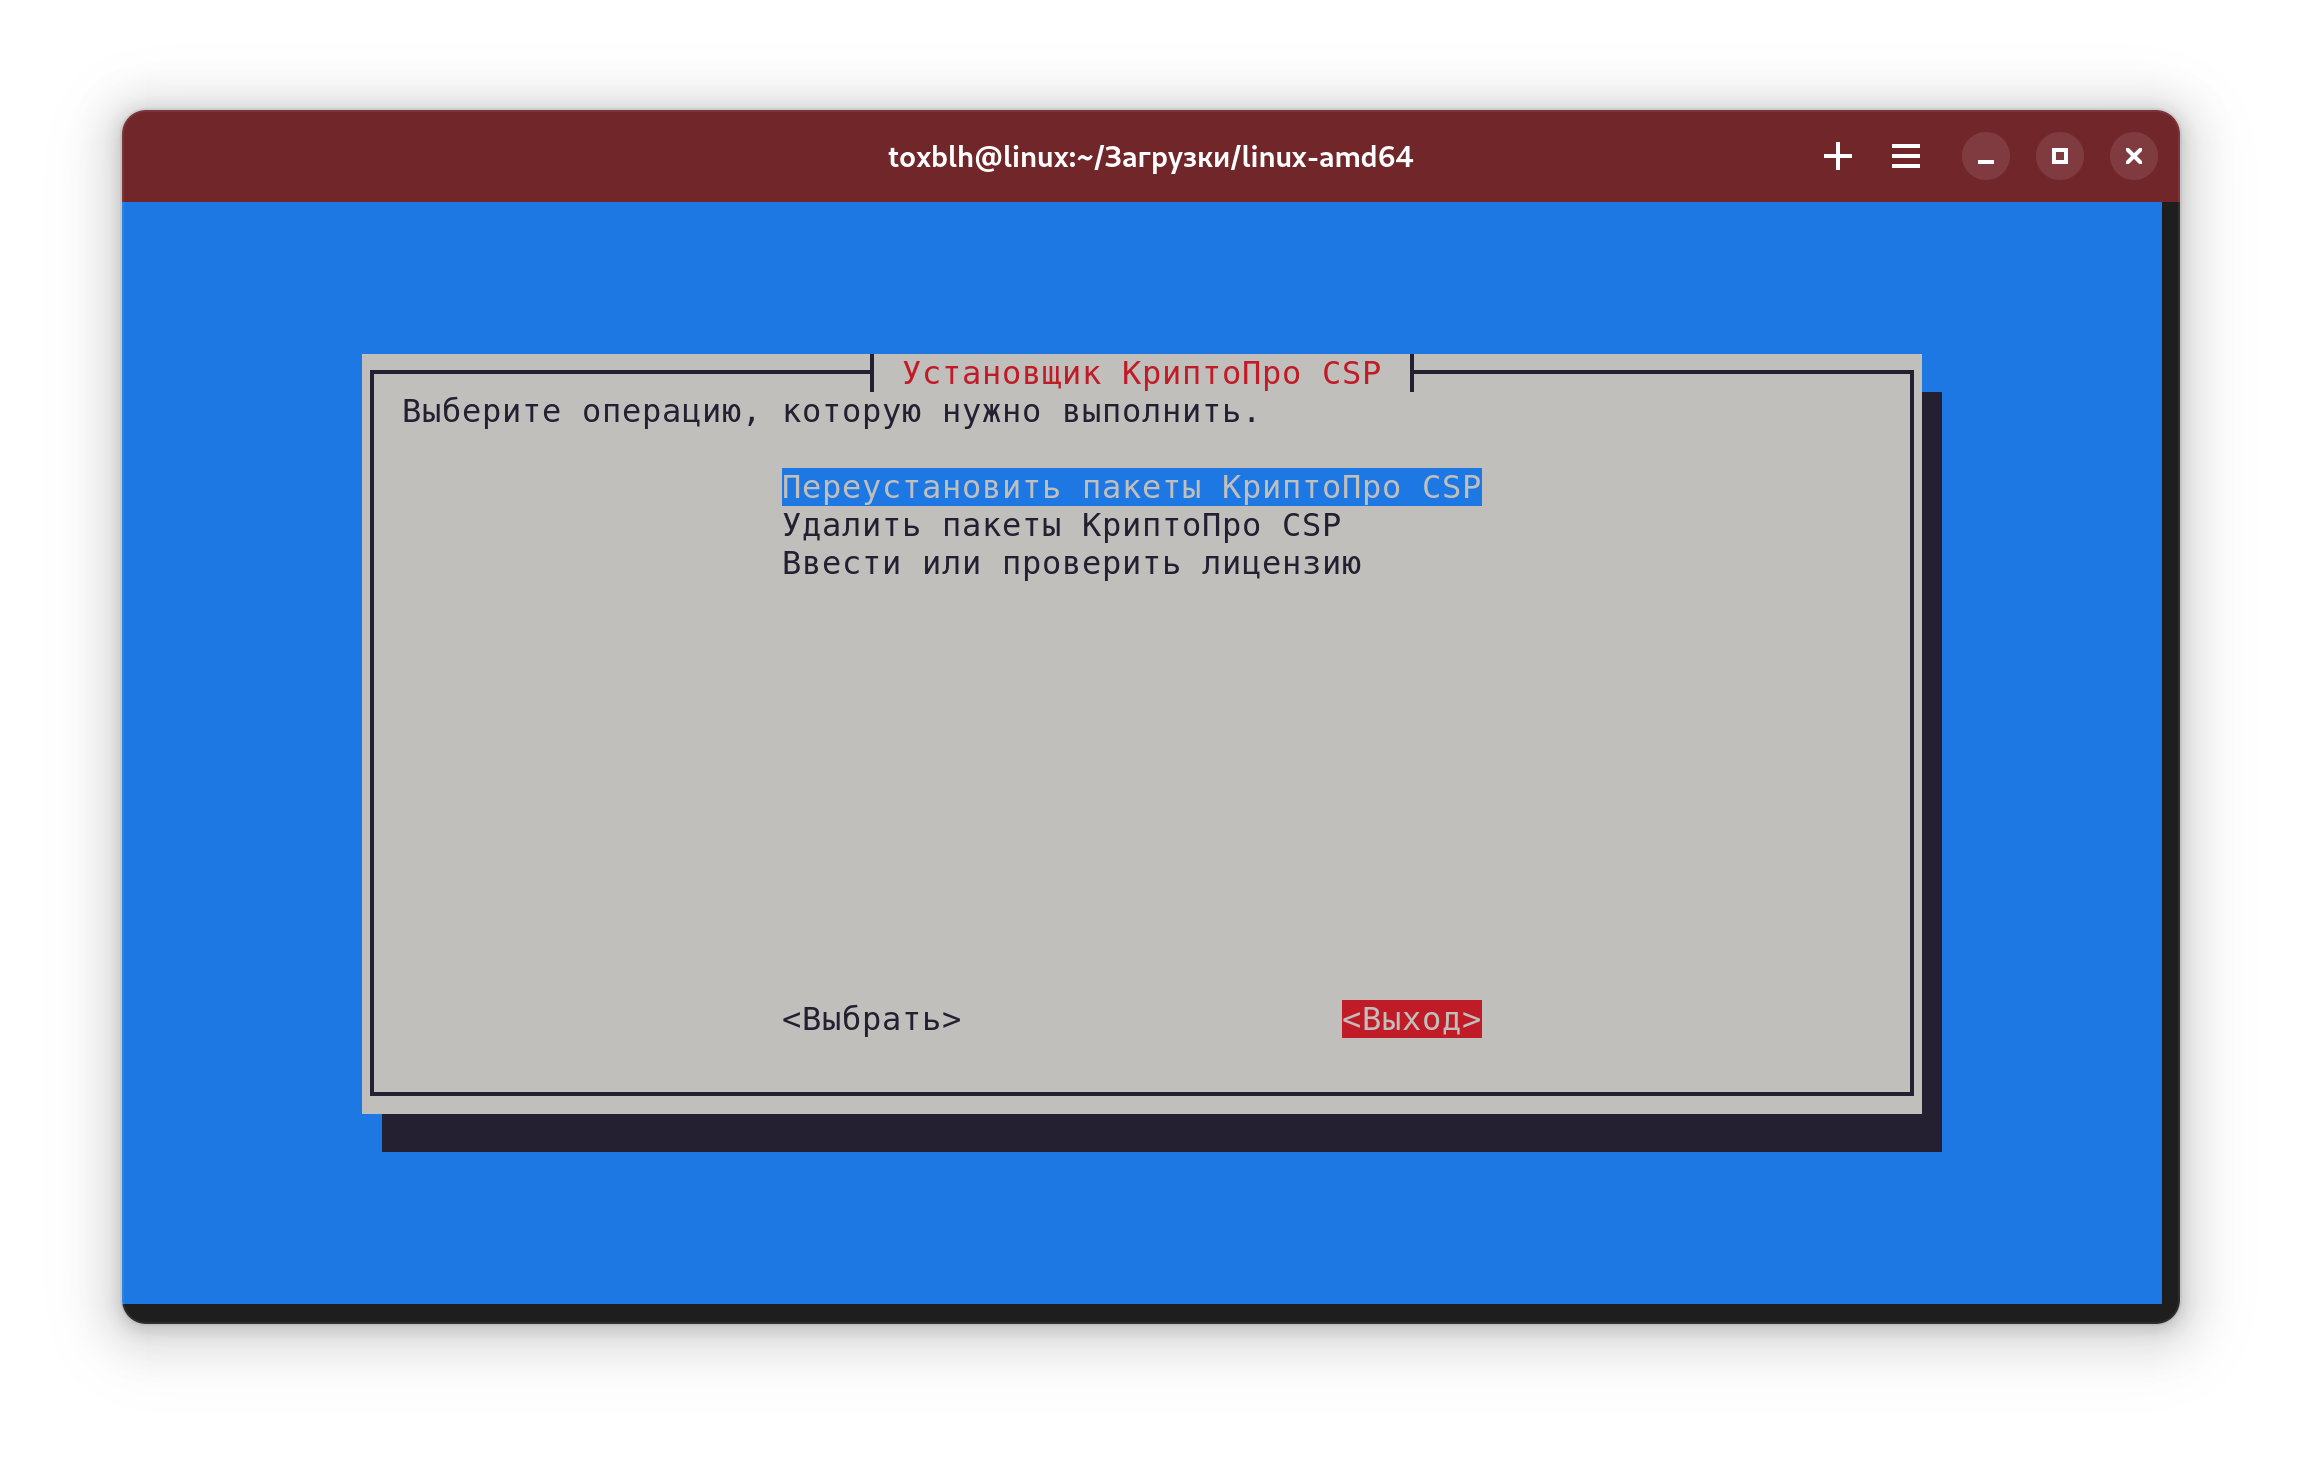 toxblh@linux:~/Загрузки/linux-amd64
Установщик КриптоПро CSP
Выберите операцию, которую нужно выполнить.
Переустановить пакеты КриптоПро CSP
Удалить пакеты КриптоПро CSP
Ввести или проверить лицензию
<Выбрать> <Выход>